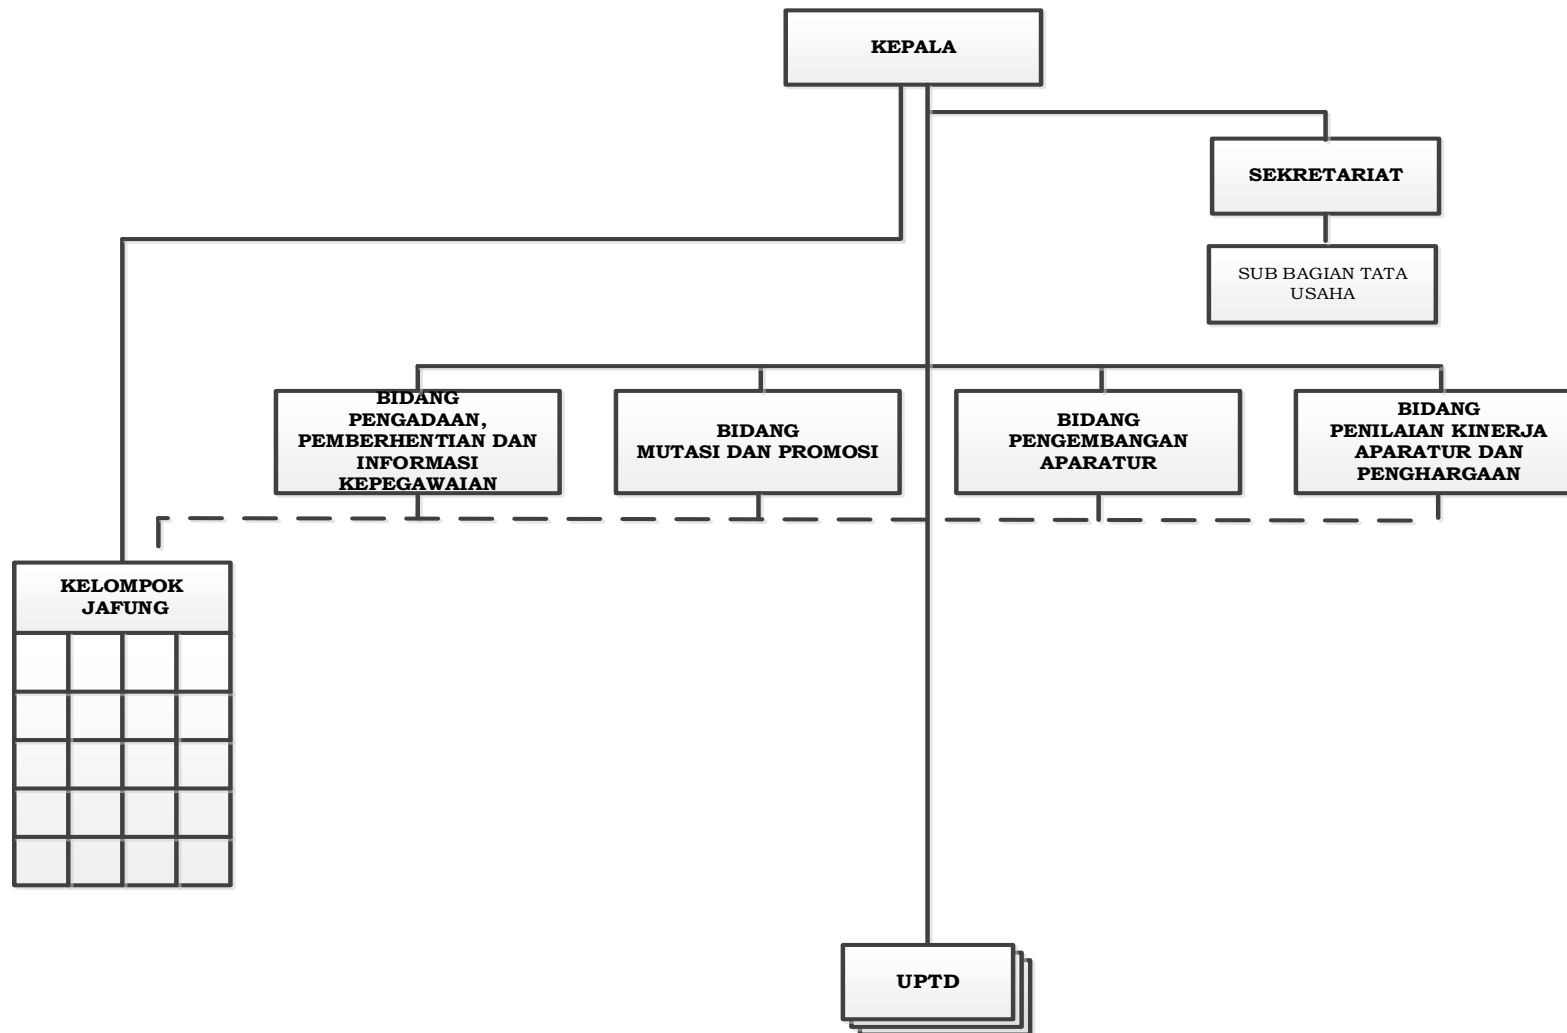 KEPALA
SEKRETARIAT
SUB BAGIAN TATA
USAHA
BIDANG
PENGADAAN,
PEMBERHENTIAN DAN
INFORMASI
KEPEGAWAIAN
BIDANG
MUTASI DAN PROMOSI
BIDANG
PENGEMBANGAN
APARATUR
BIDANG
PENILAIAN KINERJA
APARATUR DAN
PENGHARGAAN
KELOMPOK
JAFUNG
UPTD